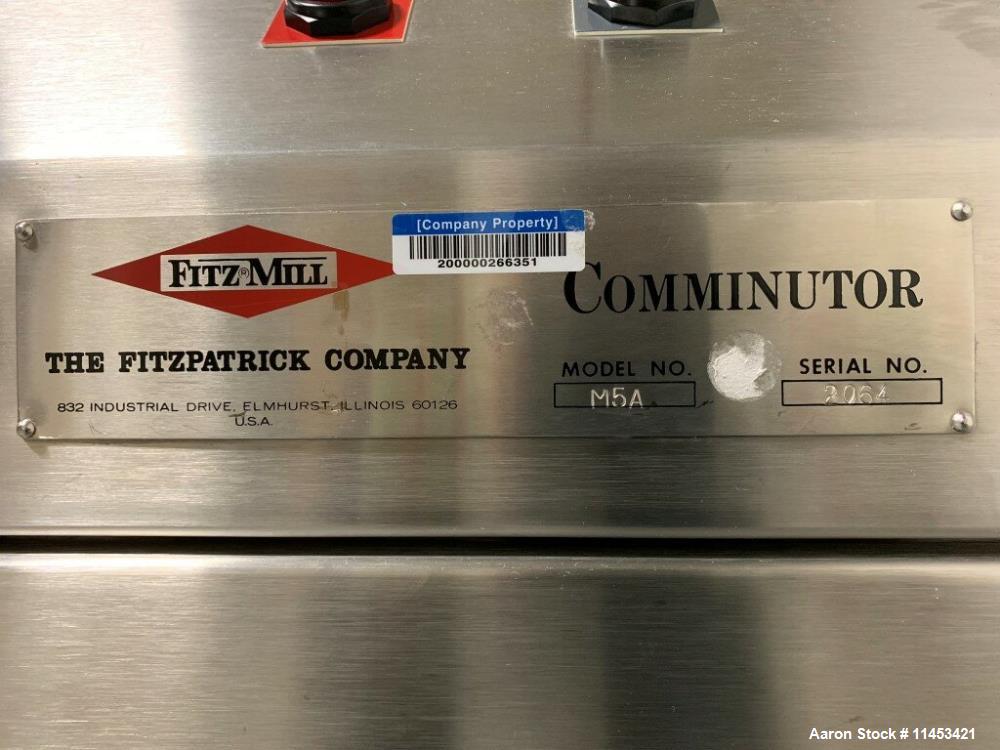 [Company Property]
200000266351
FITZ®MILL
COMMINUTOR
THE FITZPATRICK COMPANY
832 INDUSTRIAL DRIVE, ELMHURST, ILLINOIS 60126
U.S.A.
MODEL NO.
M5A
SERIAL NO.
2064
Aaron Stock # 11453421